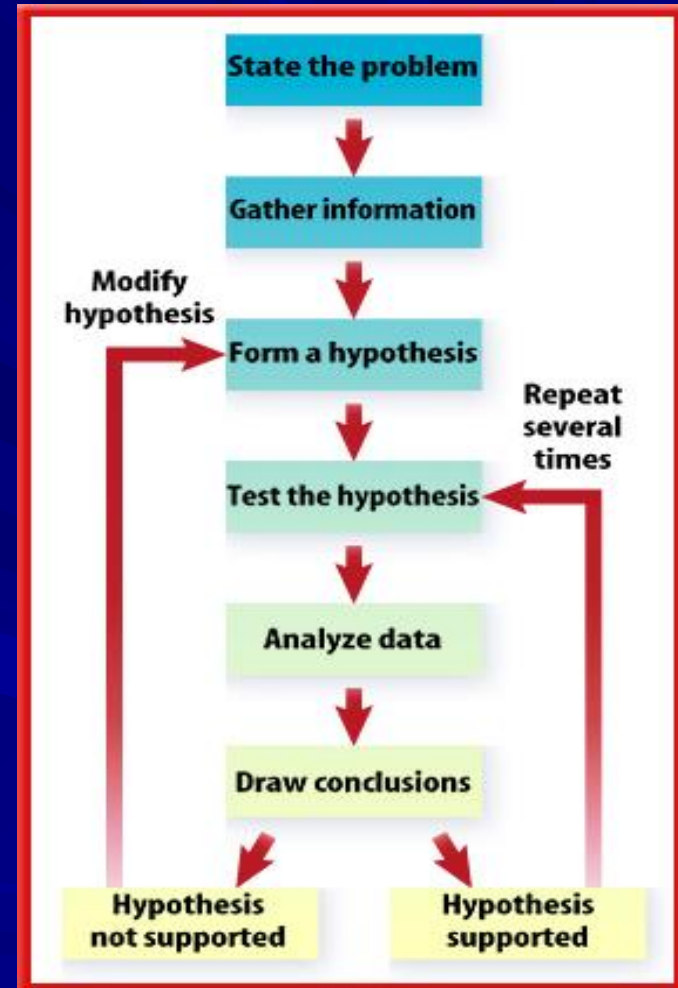 State the problem
Gather information
Modify
hypothesis
Form a hypothesis
Repeat
several
times
Test the hypothesis
Analyze data
Draw conclusions
Hypothesis
not supported
Hypothesis
supported